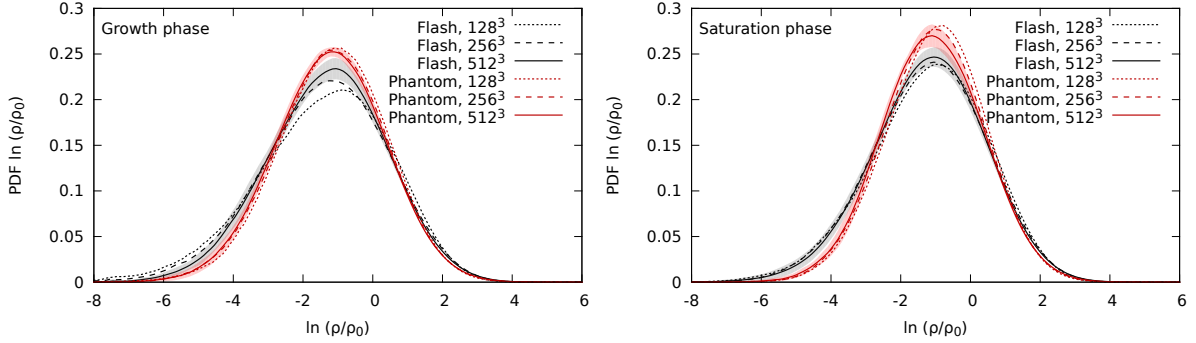 Growth phase
Flash, 128³
Flash, 256³
Flash, 512³
Phantom, 128³
Phantom, 256³
Phantom, 512³
0.3
0.25
0.2
0.15
0.1
0.05
0
-8 -6 -4 -2 0 2 4 6
PDF ln (ρ/ρ₀)
ln (ρ/ρ₀)
Saturation phase
Flash, 128³
Flash, 256³
Flash, 512³
Phantom, 128³
Phantom, 256³
Phantom, 512³
0.3
0.25
0.2
0.15
0.1
0.05
0
-8 -6 -4 -2 0 2 4 6
PDF ln (ρ/ρ₀)
ln (ρ/ρ₀)